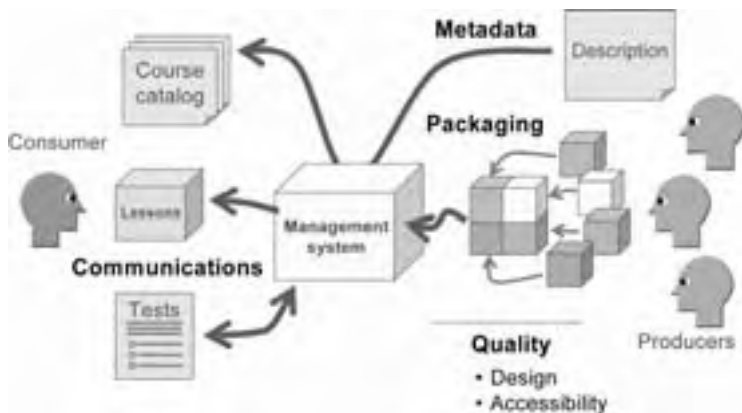 Metadata
Description
Course
catalog
Packaging
Consumer
Lessons
Management
system
Communications
Tests
Quality
• Design
• Accessibility
Producers